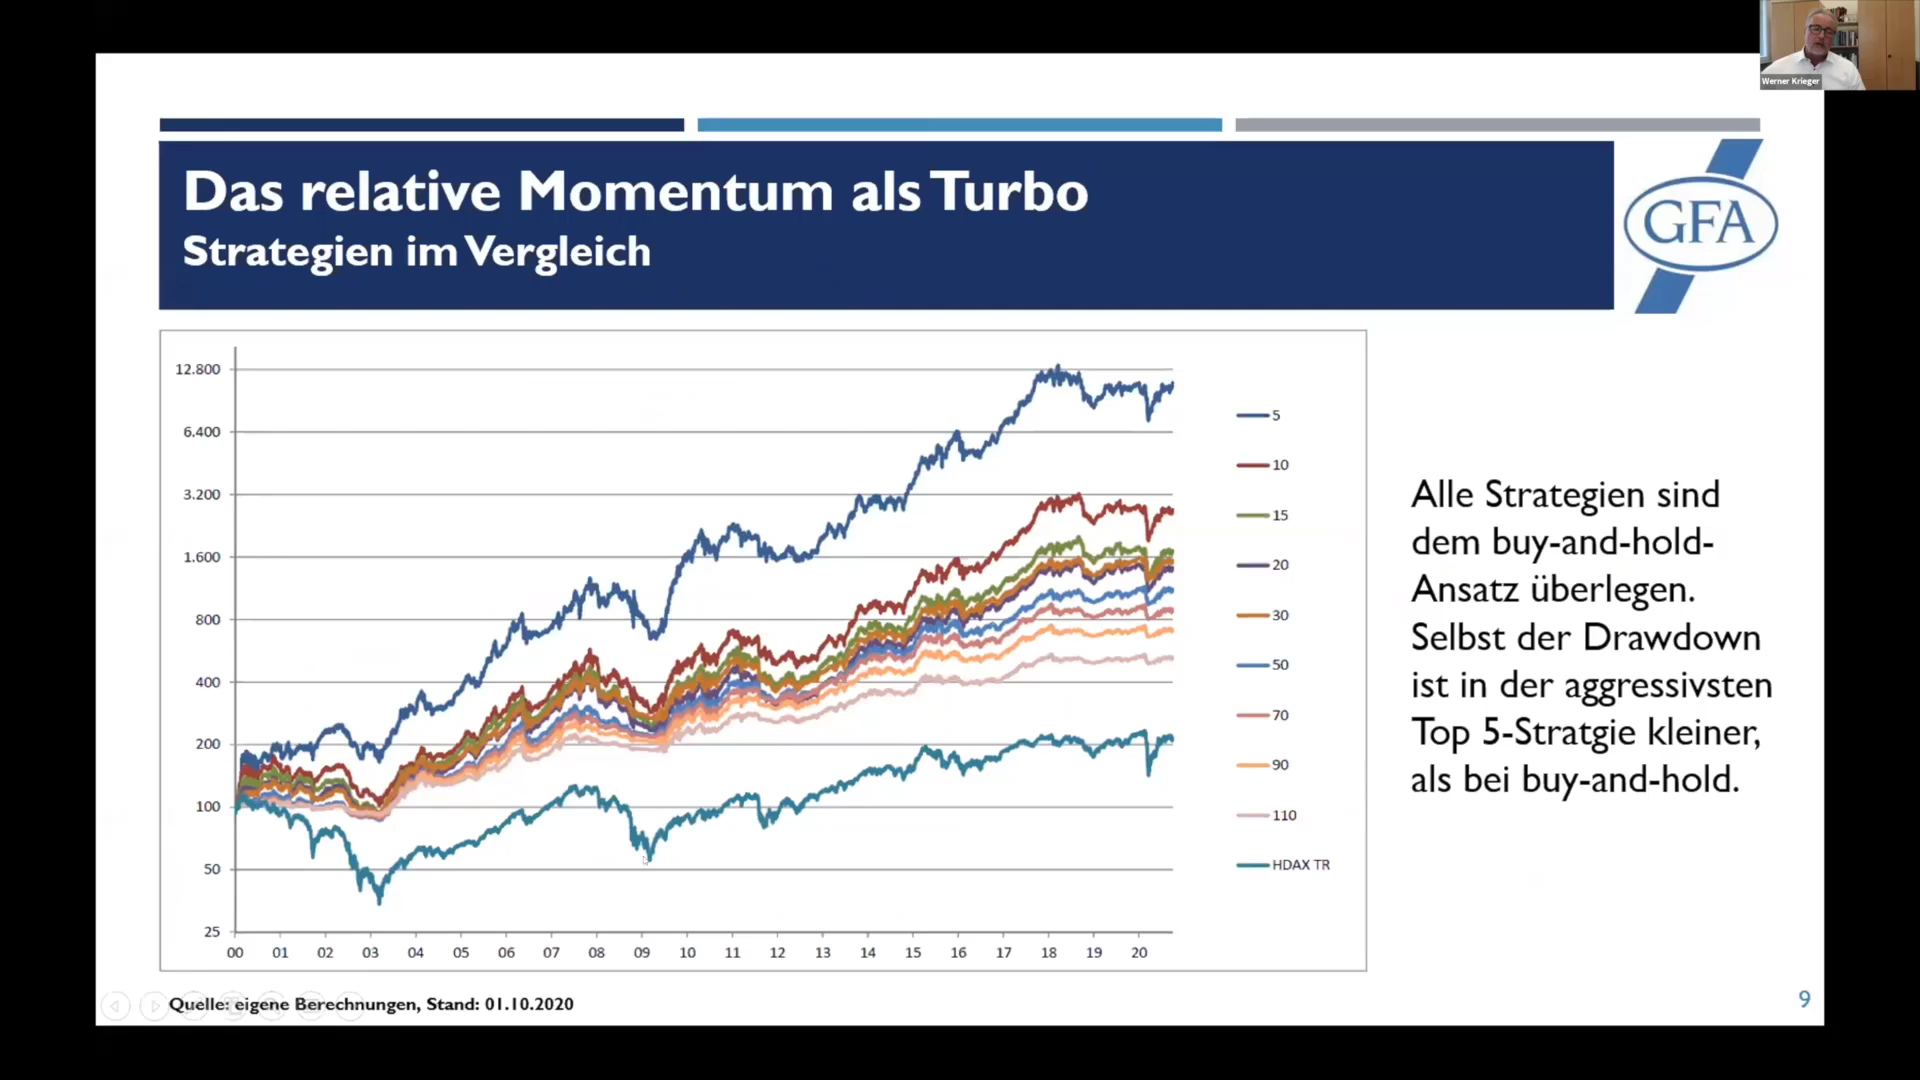 Werner Krieger
Das relative Momentum als Turbo
Strategien im Vergleich
GFA
12.800
6.400
3.200
1.600
800
400
200
100
50
25
00 01 02 03 04 05 06 07 08 09 10 11 12 13 14 15 16 17 18 19 20
5
10
15
20
30
50
70
90
110
HDAX TR
Alle Strategien sind
dem buy-and-hold-
Ansatz überlegen.
Selbst der Drawdown
ist in der aggressivsten
Top 5-Stratgie kleiner,
als bei buy-and-hold.
Quelle: eigene Berechnungen, Stand: 01.10.2020
9